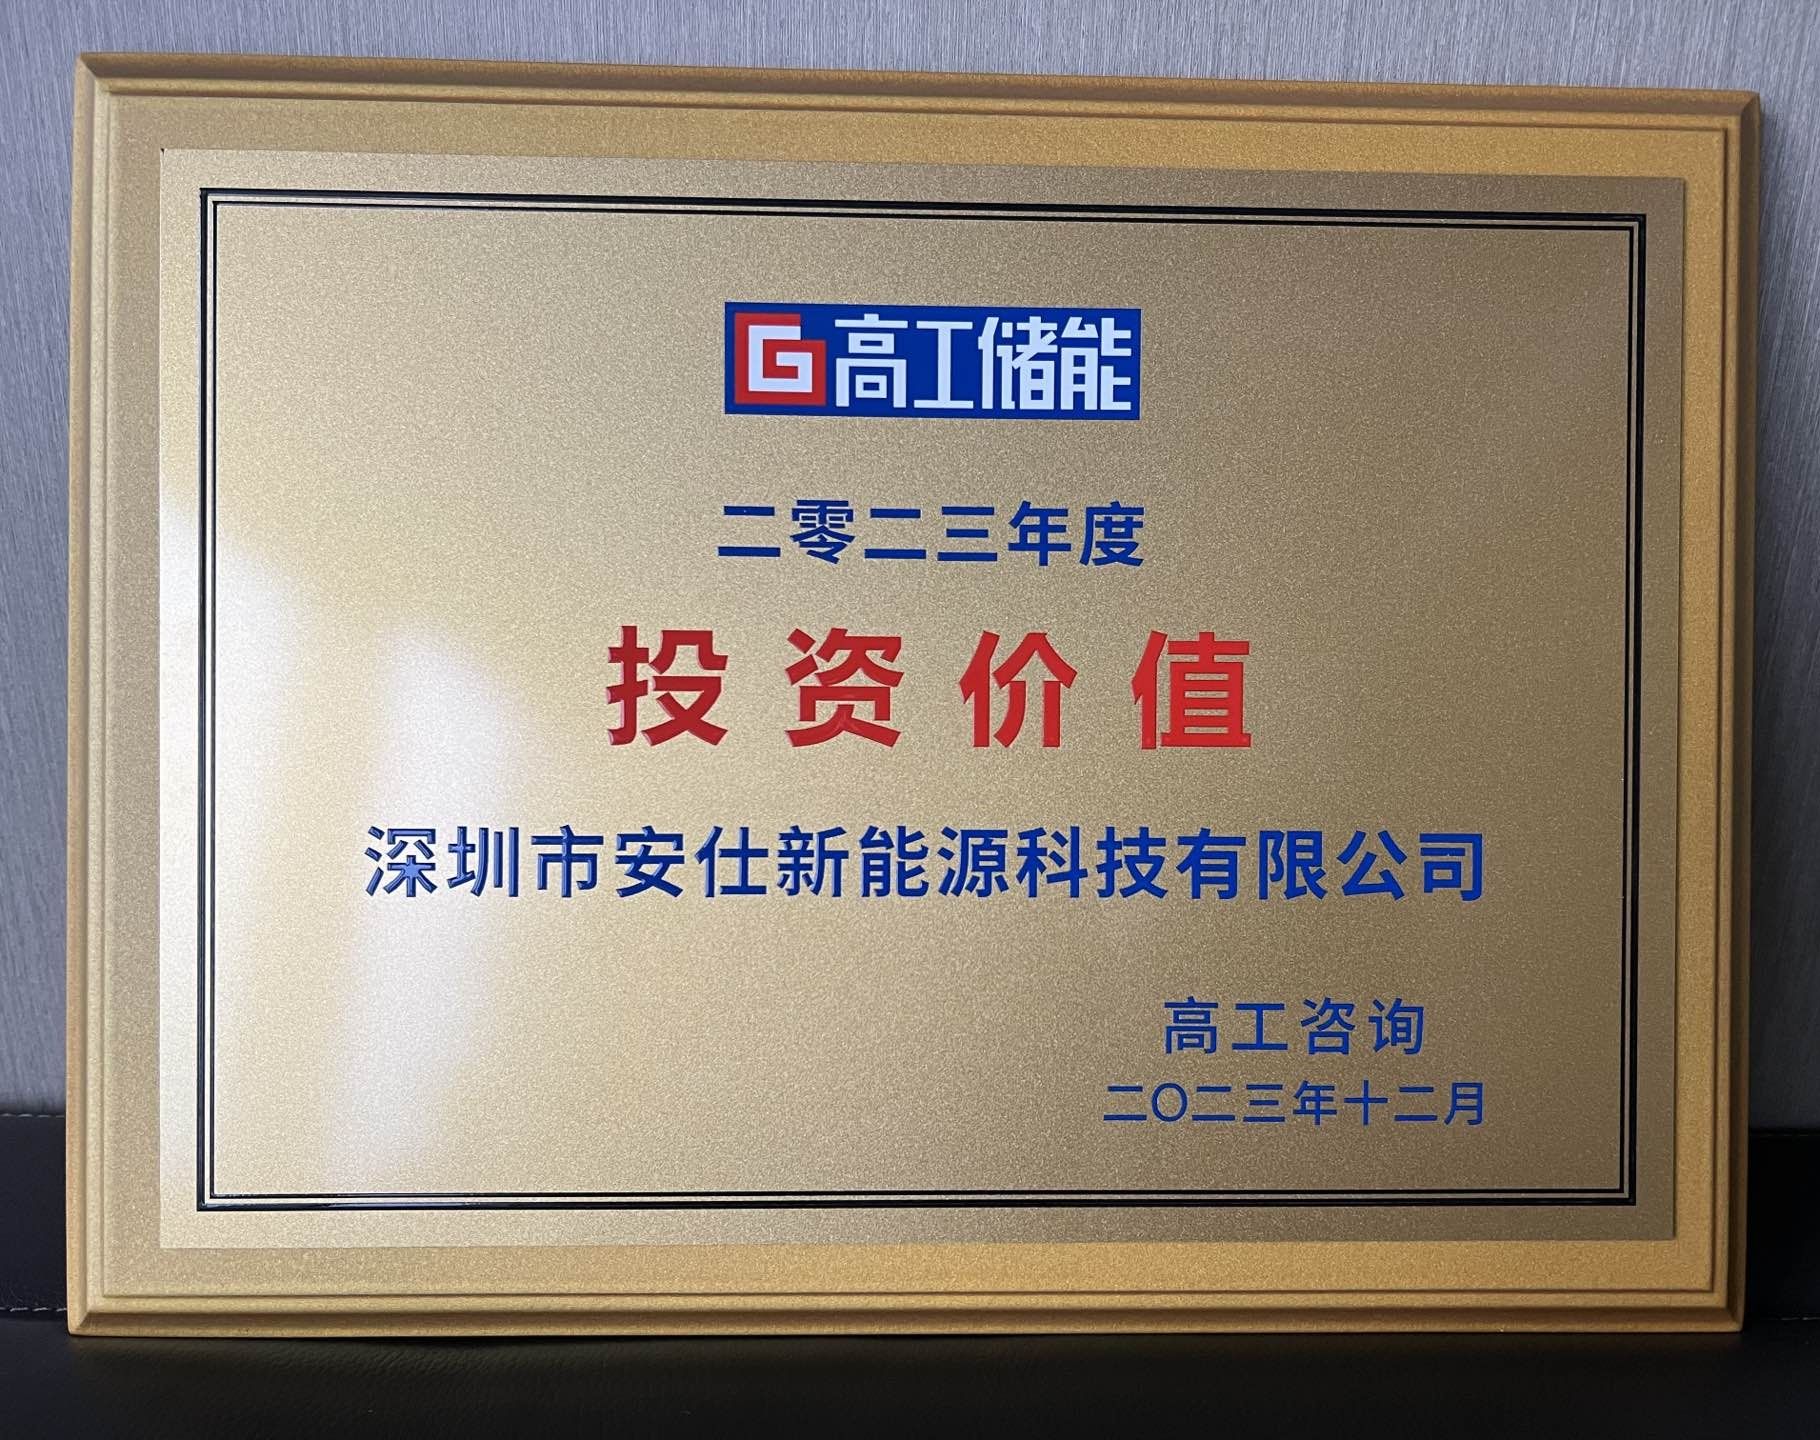 G高工储能
二零二三年度
投资价值
深圳市安仕新能源科技有限公司
高工咨询
二〇二三年十二月